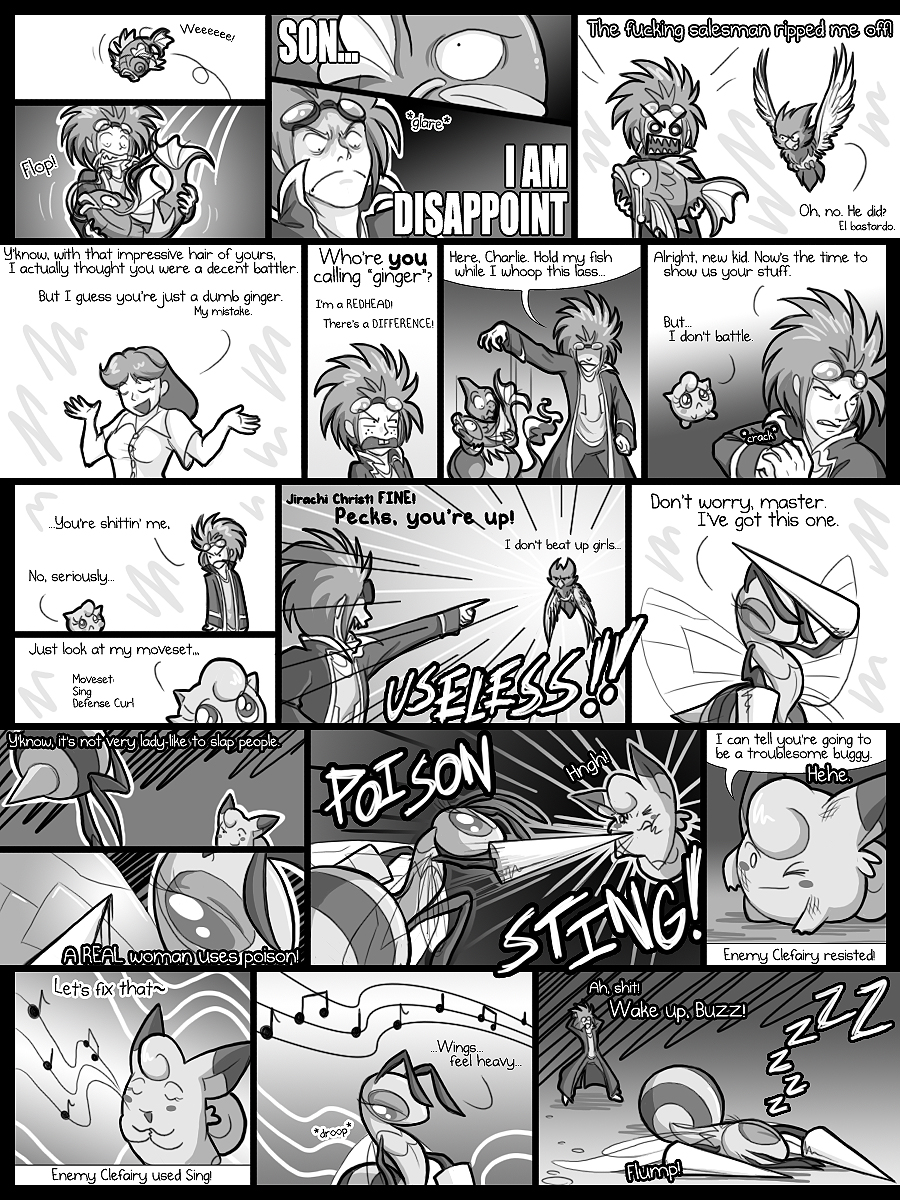 Weeeeee!
Flop!
SON...
*glare*
I AM
DISAPPOINT
The fucking salesman ripped me off!
Oh, no. He did?
El bastardo.
Y'know, with that impressive hair of yours,
I actually thought you were a decent battler.
But I guess you're just a dumb ginger.
My mistake.
Who're you
calling "ginger"?
I'm a REDHEAD!
There's a DIFFERENCE!
Here, Charlie. Hold my fish
while I whoop this lass...
Alright, new kid. Now's the time to
show us your stuff.
But...
I don't battle.
*crack*
...You're shittin' me.
No, seriously...
Just look at my moveset...
Moveset:
Sing
Defense Curl
Jirachi Christ! FINE!
Pecks, you're up!
I don't beat up girls...
USELESS!!
Don't worry, master.
I've got this one.
Y'know, it's not very lady-like to slap people.
A REAL woman uses poison!
POISON
Hngh!
STING!
I can tell you're going to
be a troublesome buggy.
Hehe.
Enemy Clefairy resisted!
Let's fix that~
Enemy Clefairy used Sing!
...Wings...
feel heavy...
*droop*
Ah, shit!
Wake up, Buzz!
ZZZZZZZ
Flump!